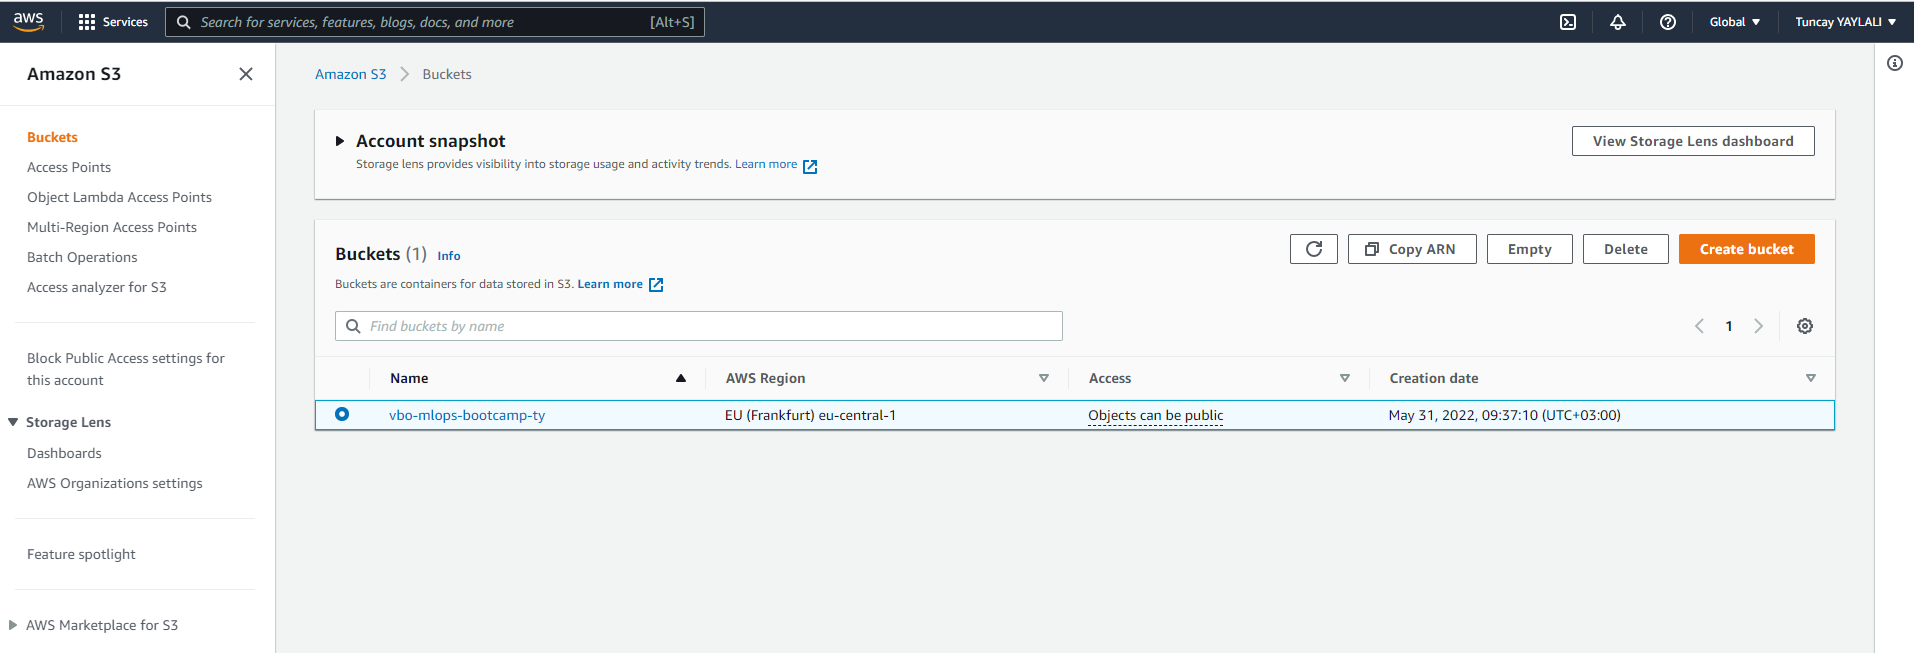 aws Services Search for services, features, blogs, docs, and more [Alt+S] Global Tuncay YAYLALI
Amazon S3
Buckets
Access Points
Object Lambda Access Points
Multi-Region Access Points
Batch Operations
Access analyzer for S3
Block Public Access settings for
this account
Storage Lens
Dashboards
AWS Organizations settings
Feature spotlight
AWS Marketplace for S3
Amazon S3 Buckets
Account snapshot
View Storage Lens dashboard
Storage lens provides visibility into storage usage and activity trends. Learn more
Buckets (1) Info
Copy ARN Empty Delete Create bucket
Buckets are containers for data stored in S3. Learn more
Find buckets by name
1
Name AWS Region Access Creation date
vbo-mlops-bootcamp-ty EU (Frankfurt) eu-central-1 Objects can be public May 31, 2022, 09:37:10 (UTC+03:00)